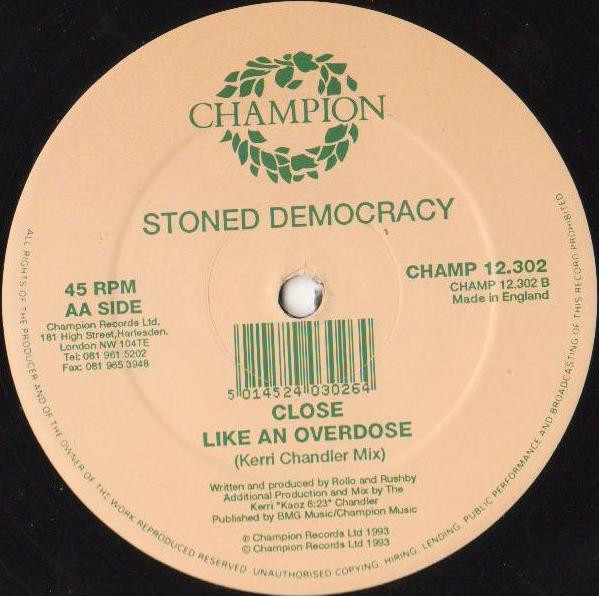 CHAMPION
STONED DEMOCRACY
45 RPM
AA SIDE
Champion Records Ltd.
181 High Street, Harlesden.
London NW 104TE
Tel: 081 961 5202
Fax: 081 965 3948
CHAMP 12.302
CHAMP 12.302 B
Made in England
5 014524 030264
CLOSE
LIKE AN OVERDOSE
(Kerri Chandler Mix)
Written and produced by Rollo and Rushby
Additional Production and Mix by The
Kerri "Kaoz 6:23" Chandler
Published by BMG Music/Champion Music
℗ Champion Records Ltd 1993
© Champion Records Ltd 1993
ALL RIGHTS OF THE PRODUCER AND OF THE OWNER OF THE WORK REPRODUCED RESERVED. UNAUTHORISED COPYING, HIRING, LENDING, PUBLIC PERFORMANCE AND BROADCASTING OF THIS RECORD PROHIBITED